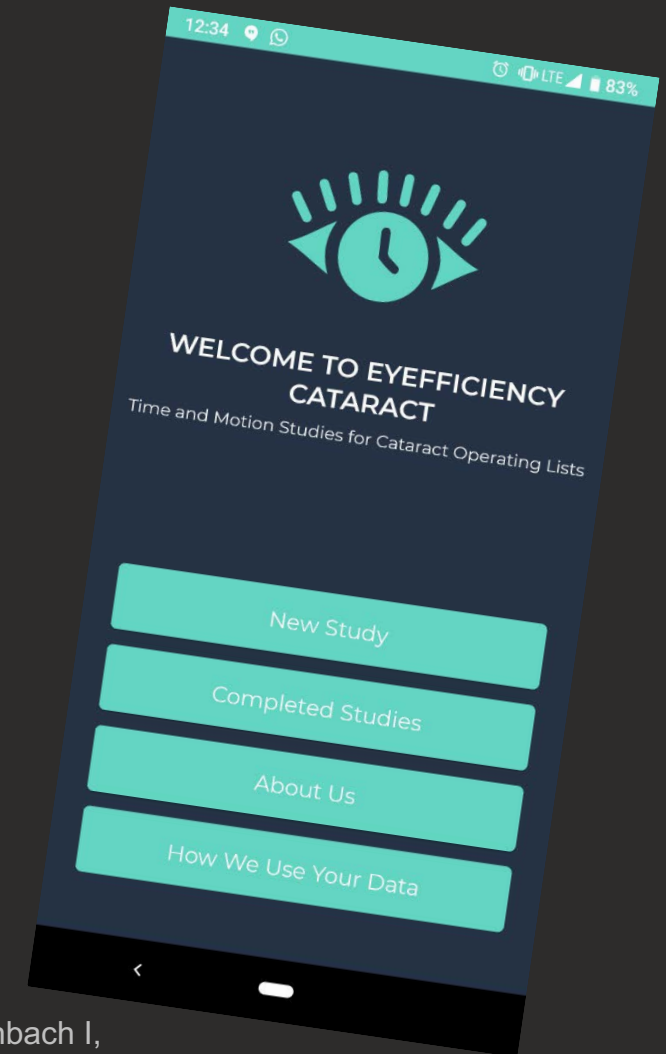 12:34 LTE 83%
WELCOME TO EYEFFICIENCY
CATARACT
Time and Motion Studies for Cataract Operating Lists
New Study
Completed Studies
About Us
How We Use Your Data
nbach I,